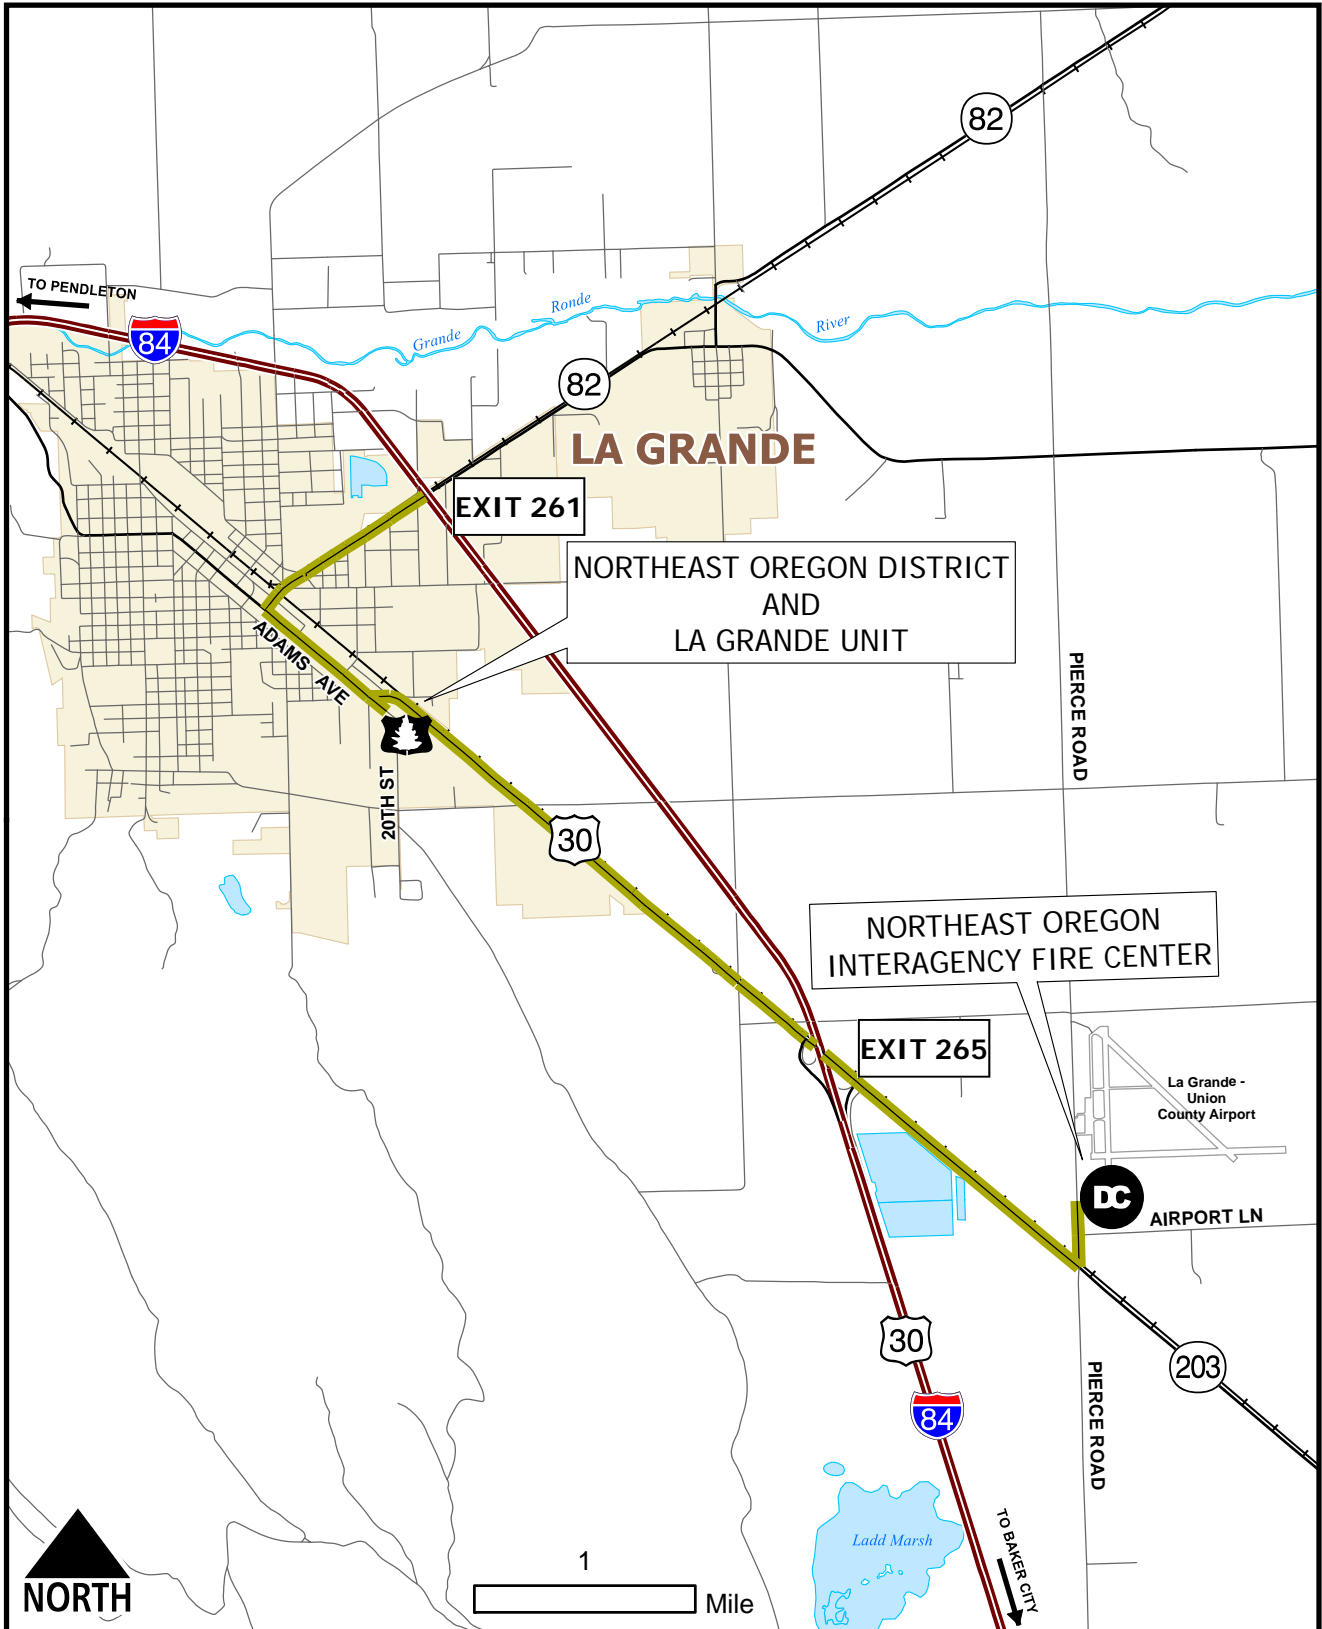 82
TO PENDLETON
84
Grande
Ronde
River
82
LA GRANDE
EXIT 261
NORTHEAST OREGON DISTRICT
AND
LA GRANDE UNIT
ADAMS AVE
PIERCE ROAD
20TH ST
30
NORTHEAST OREGON
INTERAGENCY FIRE CENTER
EXIT 265
La Grande -
Union
County Airport
DC
AIRPORT LN
30
203
84
PIERCE ROAD
Ladd Marsh
TO BAKER CITY
NORTH
1
Mile